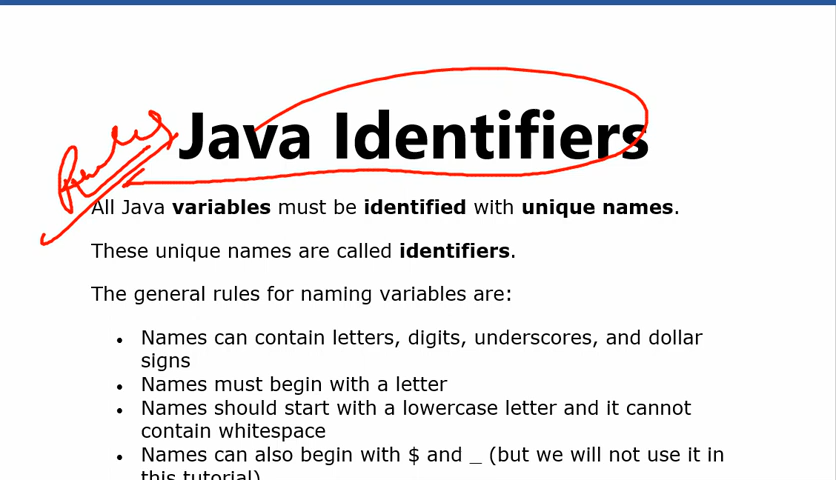 Rules
Java Identifiers
All Java variables must be identified with unique names.
These unique names are called identifiers.
The general rules for naming variables are:
• Names can contain letters, digits, underscores, and dollar
signs
• Names must begin with a letter
• Names should start with a lowercase letter and it cannot
contain whitespace
• Names can also begin with $ and _ (but we will not use it in
this tutorial)